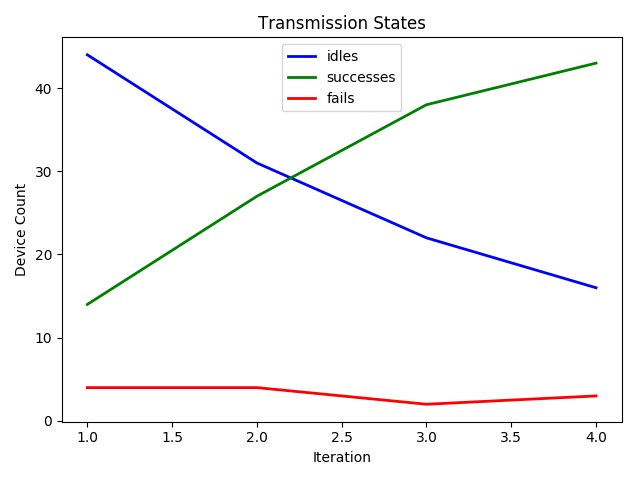 Transmission States
idles
successes
fails
Device Count
40
30
20
10
0
1.0 1.5 2.0 2.5 3.0 3.5 4.0
Iteration